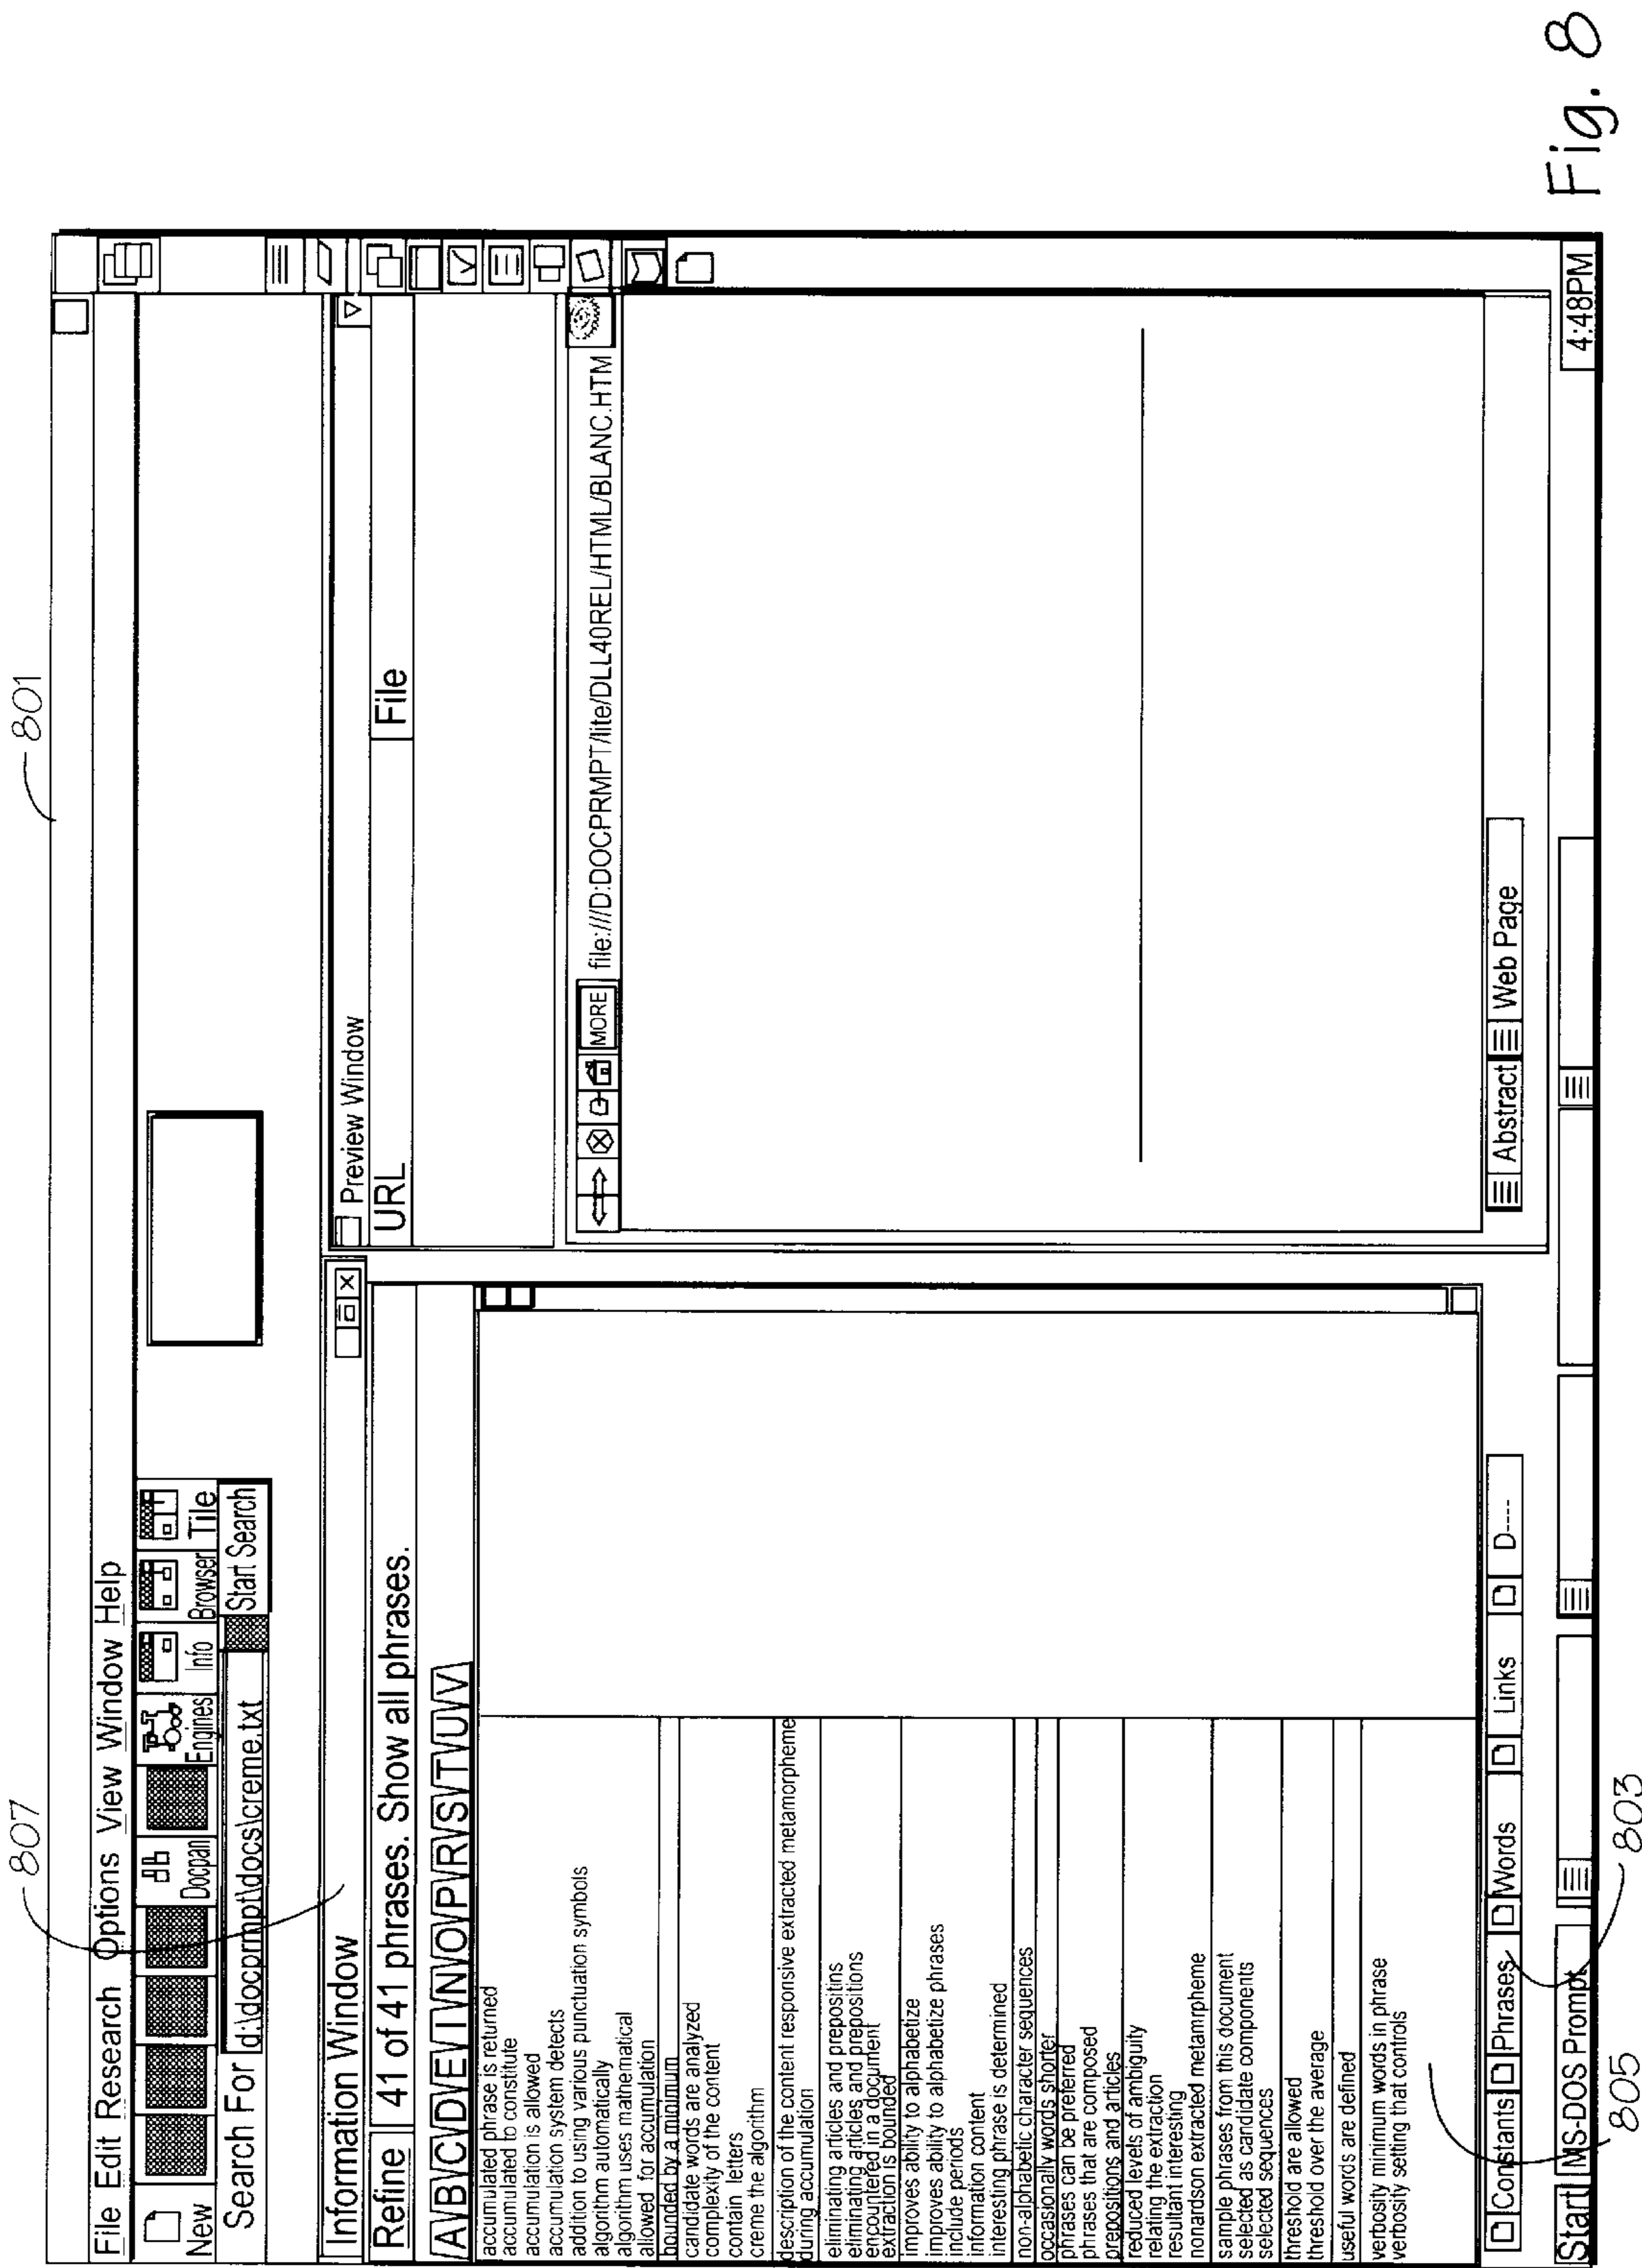 801
807
File Edit Research Options View Window Help
New Docpan Engines Info Browser Tile
Search For d:\docprmpt\docs\creme.txt Start Search
Information Window
Refine 41 of 41 phrases. Show all phrases.
A\B\C\D\E\I\N\O\P\R\S\T\U\V
accumulated phrase is returned
accumulated to constitute
accumulation is allowed
accumulation system detects
addition to using various punctuation symbols
algorithm automatically
algorithm uses mathematical
allowed for accumulation
bounded by a minimum
candidate words are analyzed
complexity of the content
contain letters
creme the algorithm
description of the content responsive extracted metamorpheme
during accumulation
eliminating articles and prepositins
eliminating articles and prepositions
encountered in a document
extraction is bounded
improves ability to alphabetize
improves ability to alphabetize phrases
include periods
information content
interesting phrase is determined
non-alphabetic character sequences
occasionally words shorter
phrases can be preferred
phrases that are composed
prepositions and articles
reduced levels of ambiguity
relating the extraction
resultant interesting
nonardson extracted metamrpheme
sample phrases from this document
selected as candidate components
selected sequences
threshold are allowed
threshold over the average
useful words are defined
verbosity minimum words in phrase
verbosity setting that controls
Constants Phrases Words Links D----
Preview Window
URL File
MORE file:///D:DOCPRMPT/lite/DLL40REL/HTML/BLANC.HTM
Abstract Web Page
Start MS-DOS Prompt 4:48PM
805
803
Fig. 8